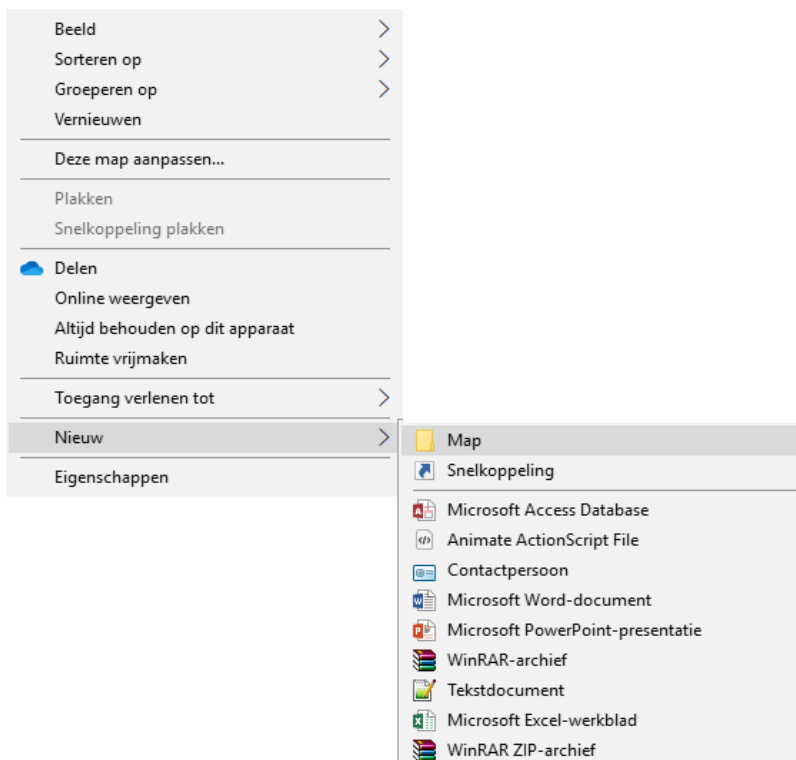 Beeld
Sorteren op
Groeperen op
Vernieuwen
Deze map aanpassen...
Plakken
Snelkoppeling plakken
Delen
Online weergeven
Altijd behouden op dit apparaat
Ruimte vrijmaken
Toegang verlenen tot
Nieuw
Eigenschappen
Map
Snelkoppeling
Microsoft Access Database
Animate ActionScript File
Contactpersoon
Microsoft Word-document
Microsoft PowerPoint-presentatie
WinRAR-archief
Tekstdocument
Microsoft Excel-werkblad
WinRAR ZIP-archief